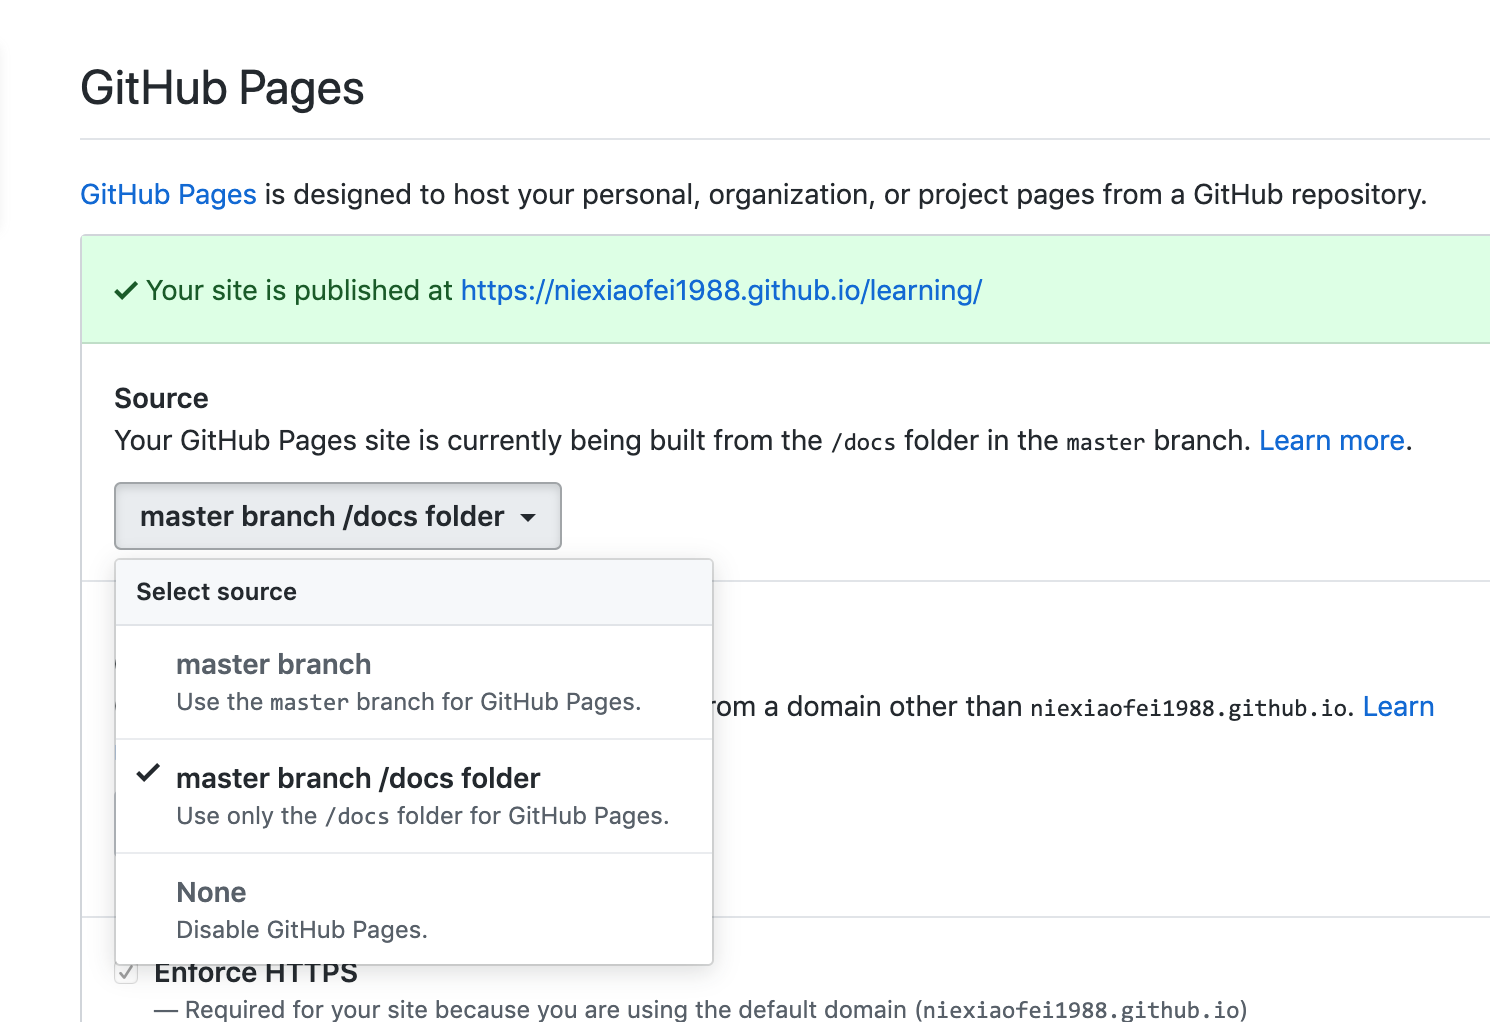 GitHub Pages
GitHub Pages is designed to host your personal, organization, or project pages from a GitHub repository.
Your site is published at https://niexiaofei1988.github.io/learning/
Source
Your GitHub Pages site is currently being built from the /docs folder in the master branch. Learn more.
master branch /docs folder
Select source
master branch
Use the master branch for GitHub Pages.
om a domain other than niexiaofei1988.github.io. Learn
master branch /docs folder
Use only the /docs folder for GitHub Pages.
None
Disable GitHub Pages.
Enforce HTTPS
— Required for your site because you are using the default domain (niexiaofei1988.github.io)